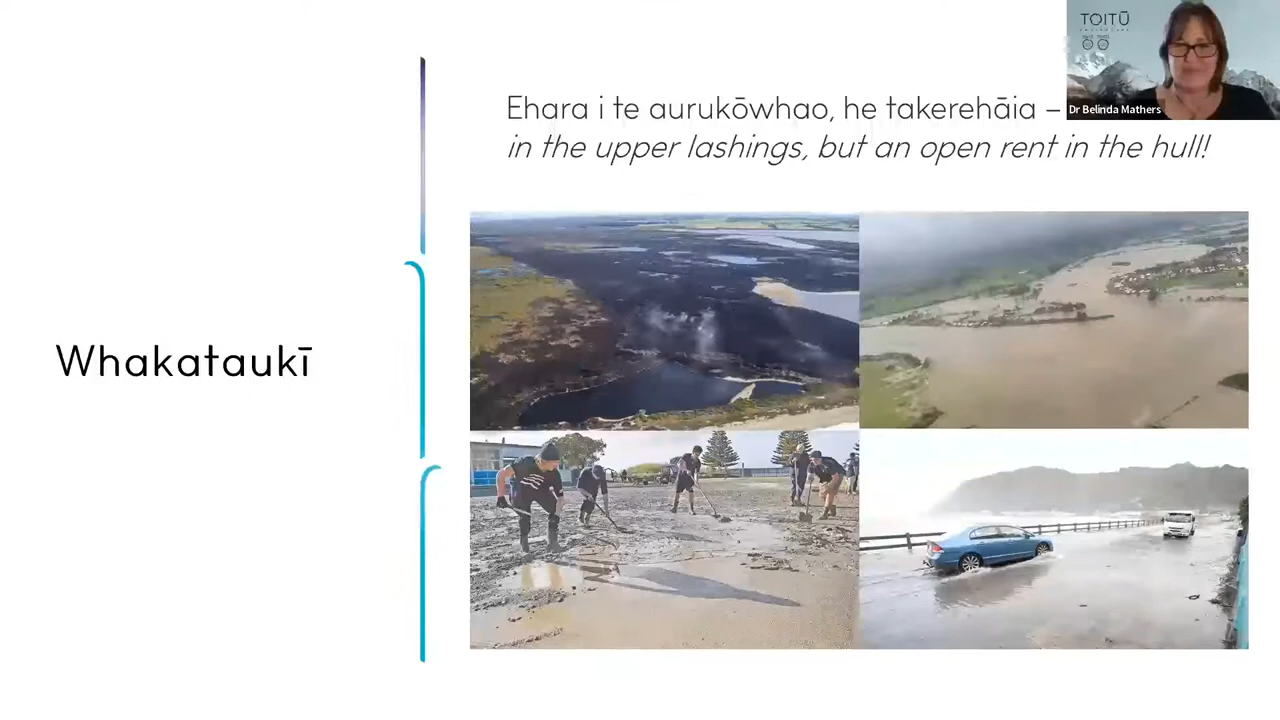 Whakataukī
Ehara i te aurukōwhao, he takerehāia –
in the upper lashings, but an open rent in the hull!
TOITŪ
Dr Belinda Mathers